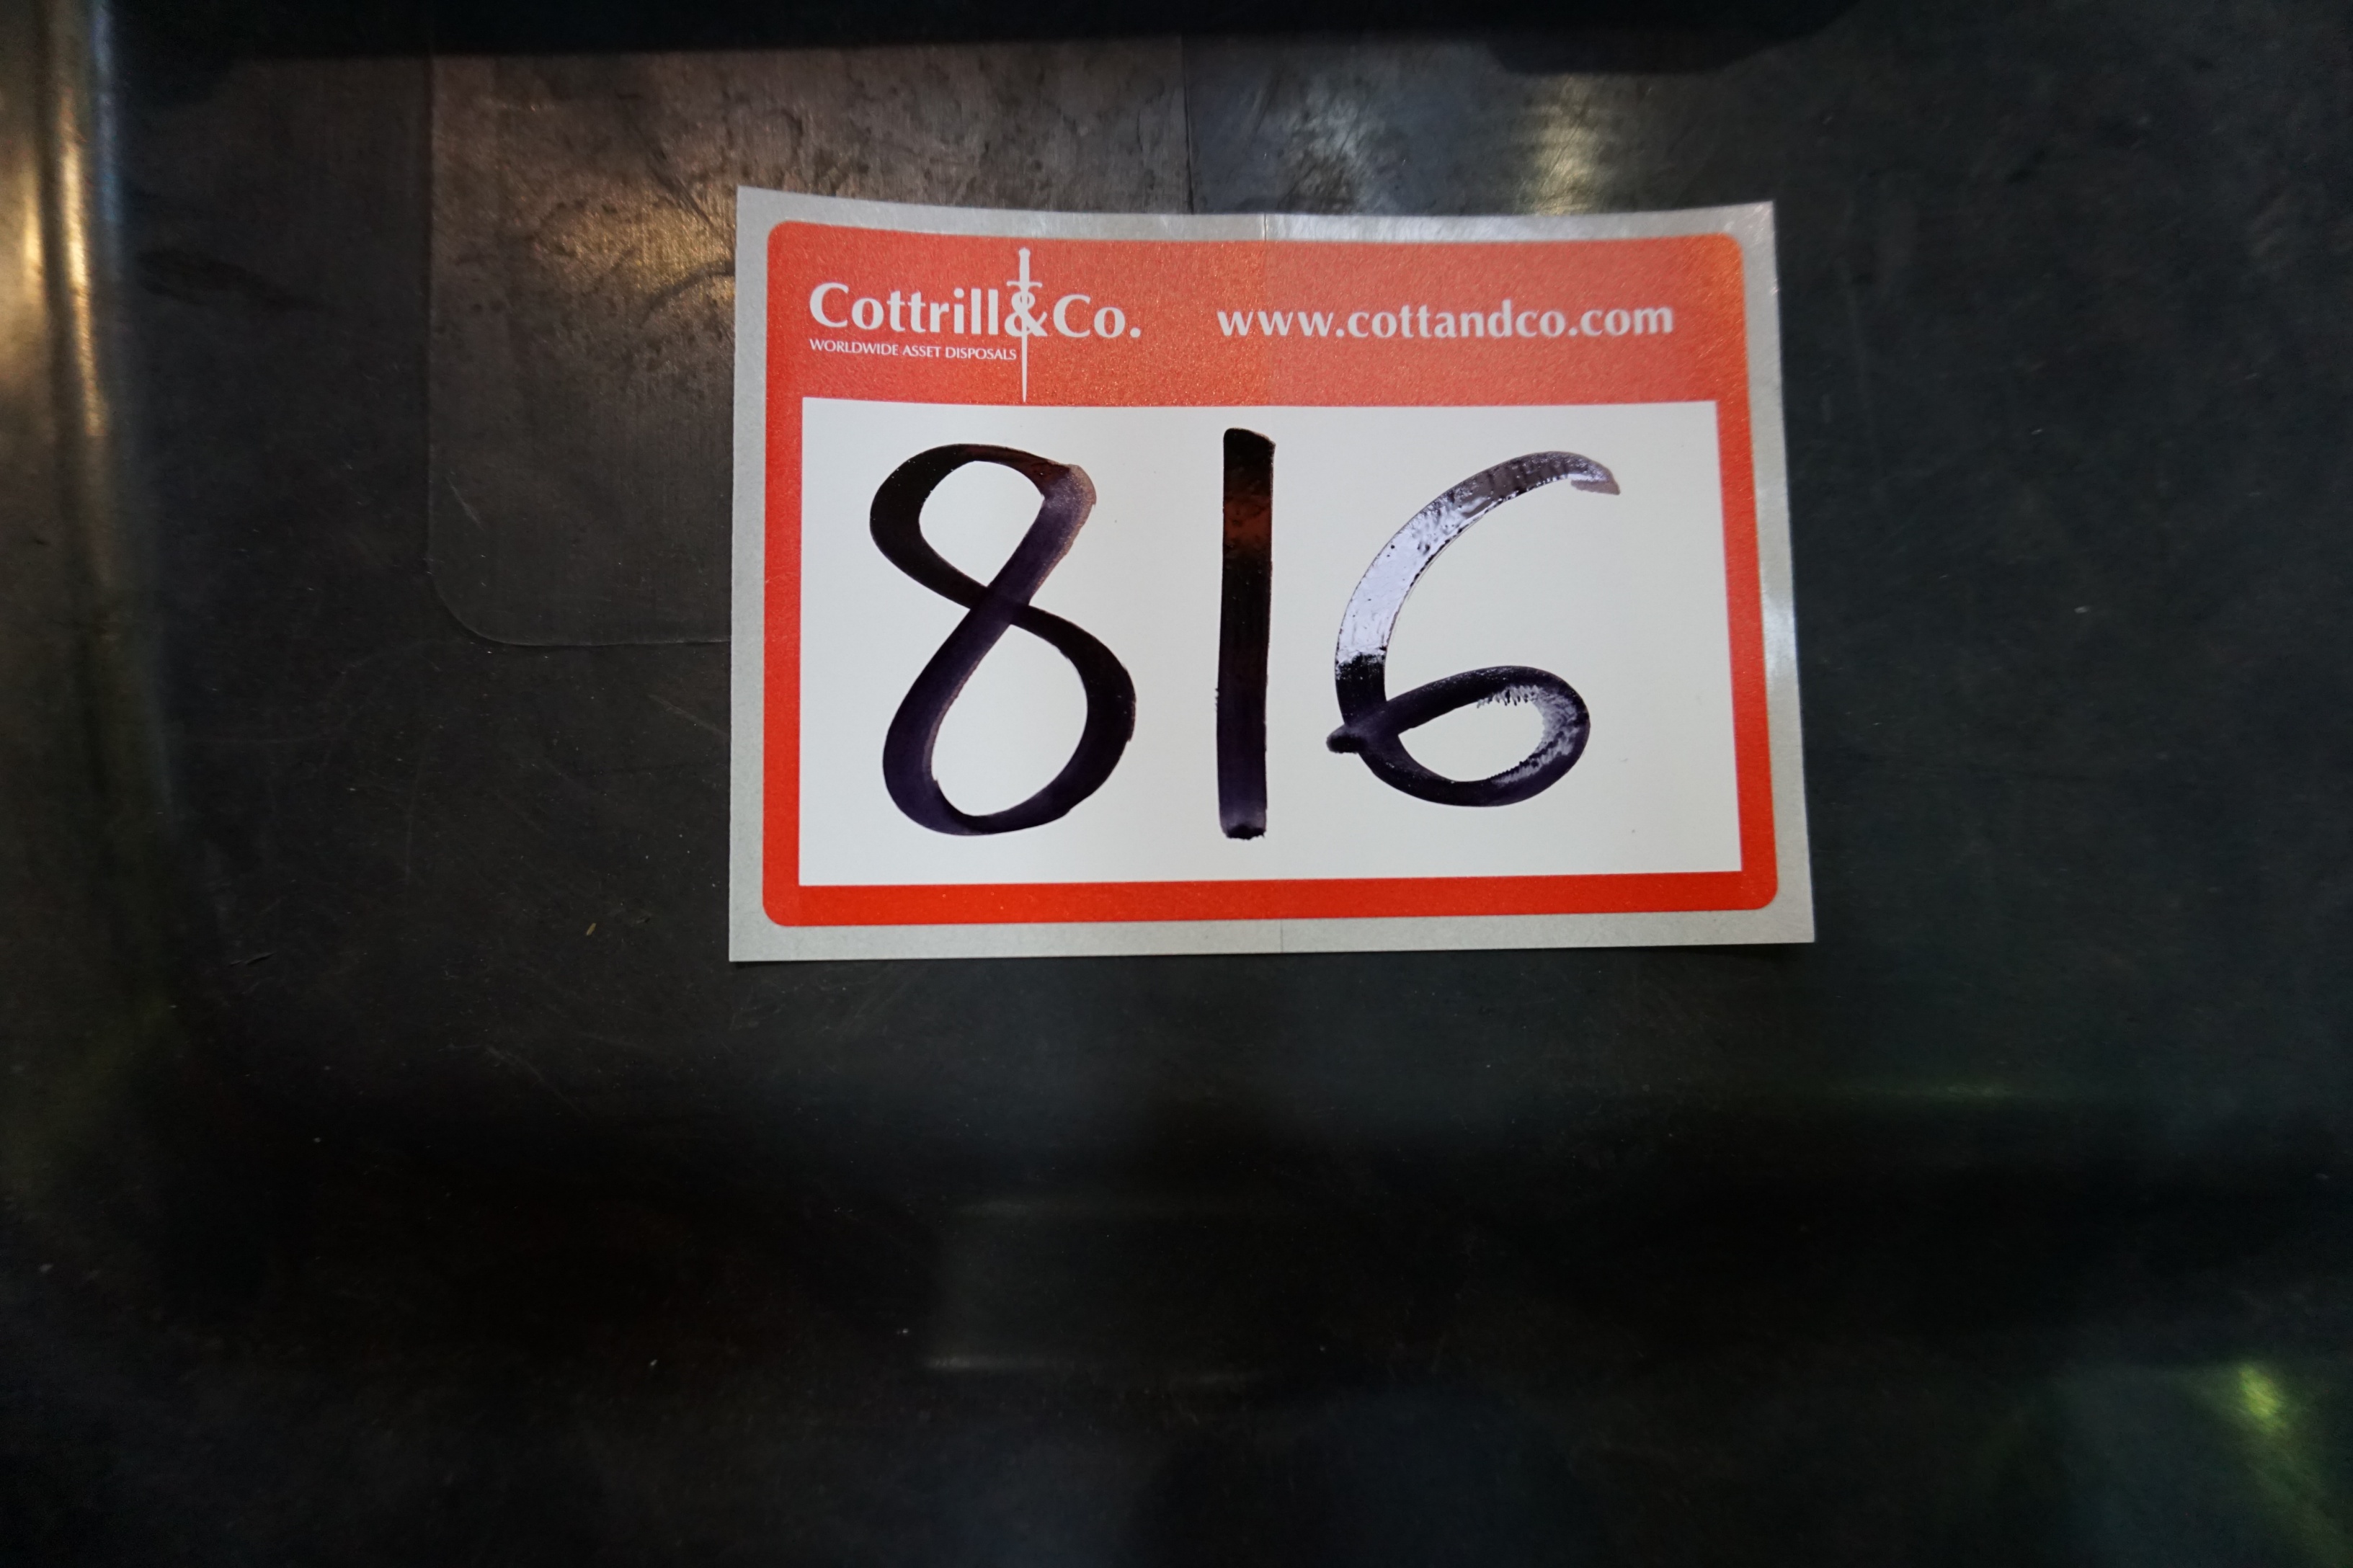 Cottrill&Co. www.cottandco.com
WORLDWIDE ASSET DISPOSALS
816